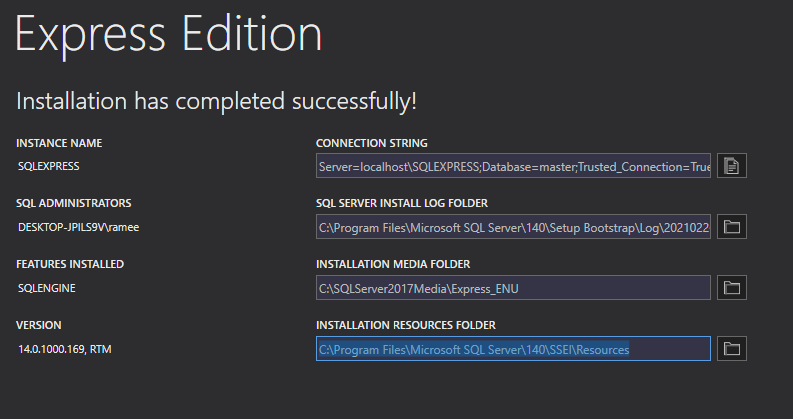 Express Edition
Installation has completed successfully!
INSTANCE NAME
SQLEXPRESS
CONNECTION STRING
Server=localhost\SQLEXPRESS;Database=master;Trusted_Connection=True
SQL ADMINISTRATORS
DESKTOP-JPILS9V\ramee
SQL SERVER INSTALL LOG FOLDER
C:\Program Files\Microsoft SQL Server\140\Setup Bootstrap\Log\2021022
FEATURES INSTALLED
SQLENGINE
INSTALLATION MEDIA FOLDER
C:\SQLServer2017Media\Express_ENU
VERSION
14.0.1000.169, RTM
INSTALLATION RESOURCES FOLDER
C:\Program Files\Microsoft SQL Server\140\SSEI\Resources